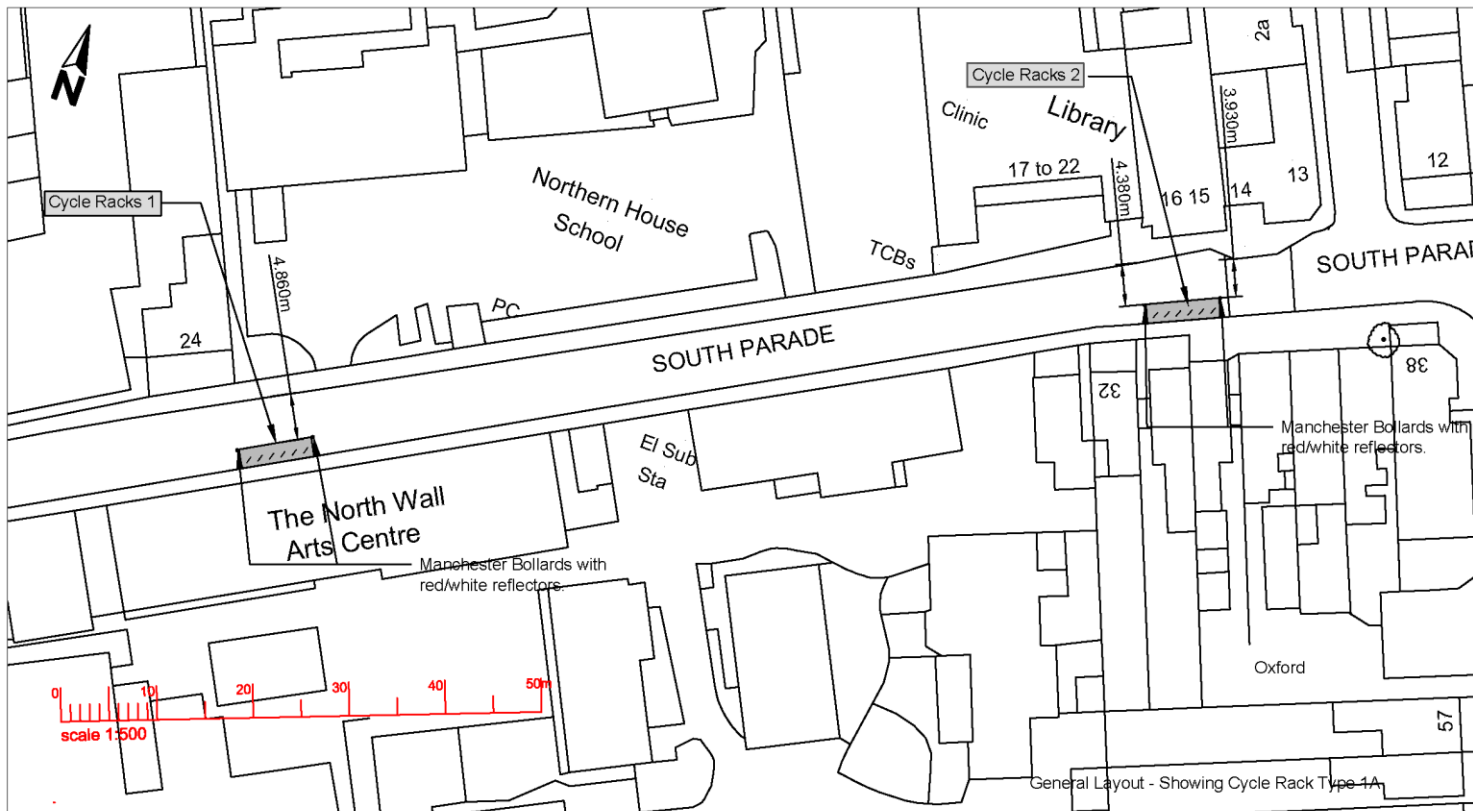 N
2a
Cycle Racks 2
Library
Clinic
3.930m
4.380m
12
17 to 22
13
14
16 15
Northern House
School
Cycle Racks 1
TCBs
SOUTH PARAD
4.860m
PC
24
SOUTH PARADE
38
32
Manchester Bollards with
red/white reflectors.
El Sub
Sta
The North Wall
Arts Centre
Manchester Bollards with
red/white reflectors.
Oxford
0 10 20 30 40 50m
scale 1:500
57
General Layout - Showing Cycle Rack Type 1A